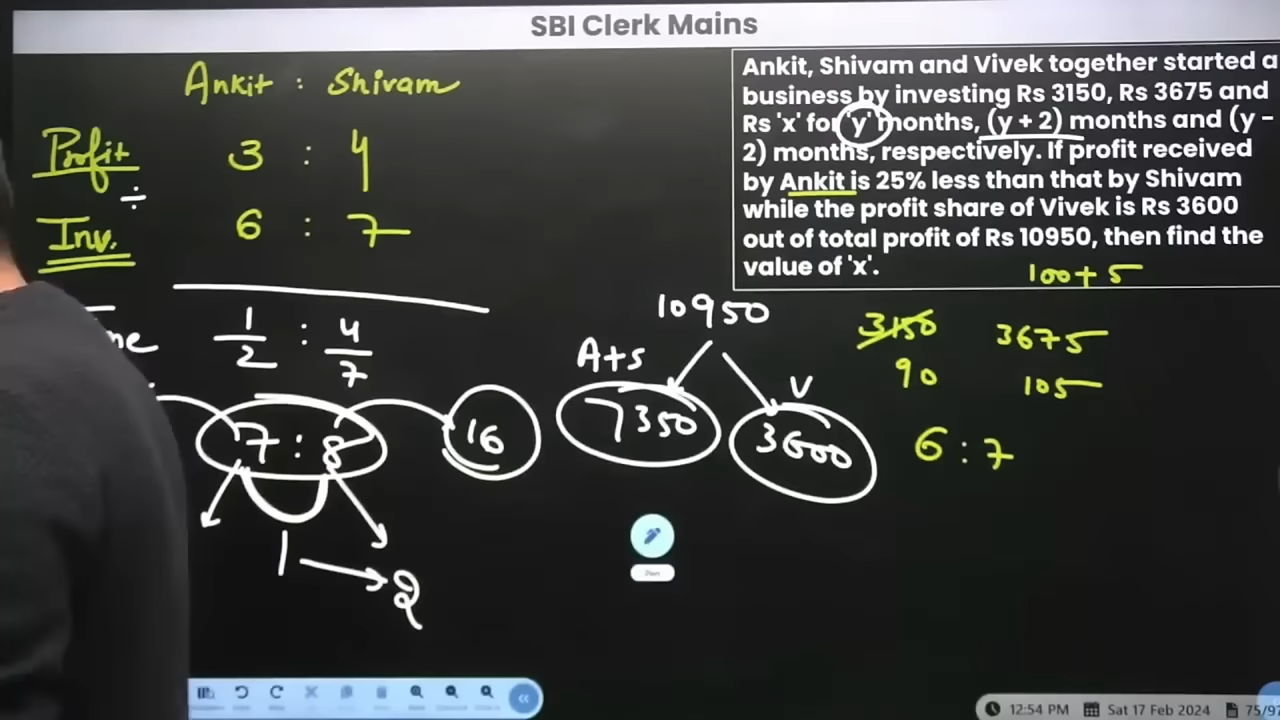 SBI Clerk Mains
Ankit, Shivam and Vivek together started a
business by investing Rs 3150, Rs 3675 and
Rs 'x' for 'y' months, (y + 2) months and (y -
2) months, respectively. If profit received
by Ankit is 25% less than that by Shivam
while the profit share of Vivek is Rs 3600
out of total profit of Rs 10950, then find the
value of 'x'.
Ankit : Shivam
Profit 3 : 4
÷
Inv. 6 : 7
1/2 : 4/7
7 : 8
16
1 → 2
10950
A+s
V
7350
3600
100+5
3150 3675
90 105
6 : 7
12:54 PM Sat 17 Feb 2024